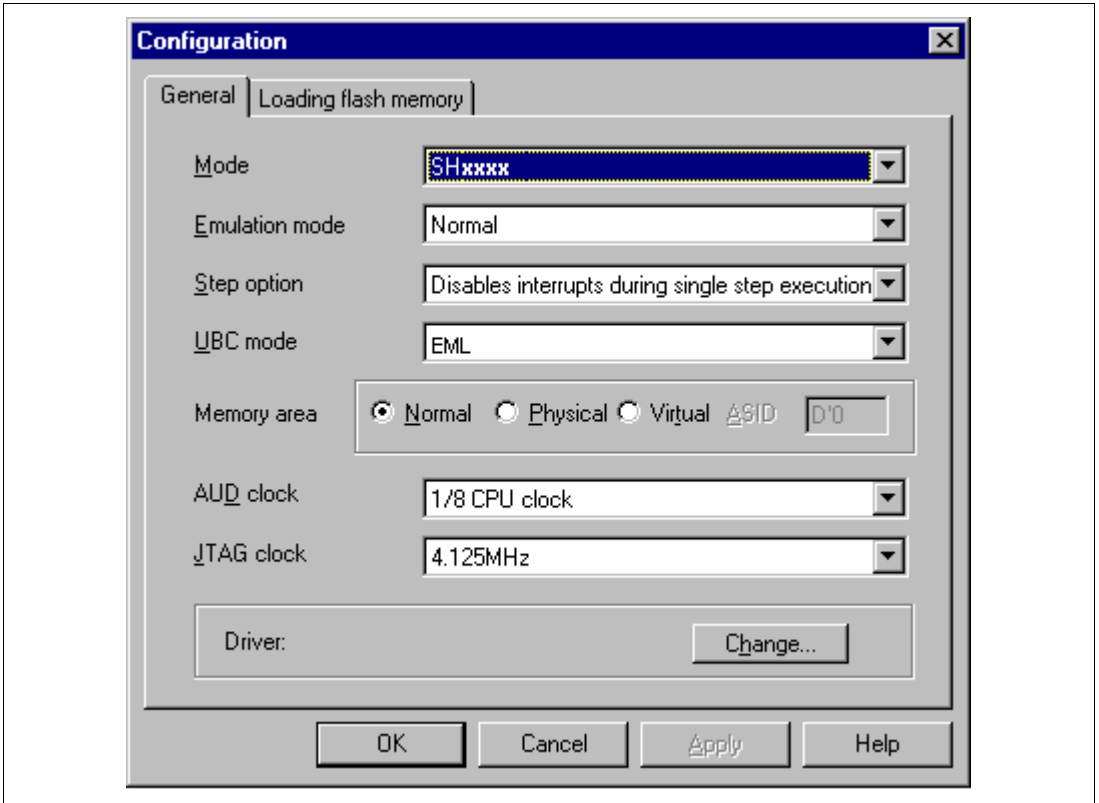 Configuration
General Loading flash memory
Mode SHxxxx
Emulation mode Normal
Step option Disables interrupts during single step execution
UBC mode EML
Memory area Normal Physical Virtual ASID D'0
AUD clock 1/8 CPU clock
JTAG clock 4.125MHz
Driver: Change...
OK Cancel Apply Help